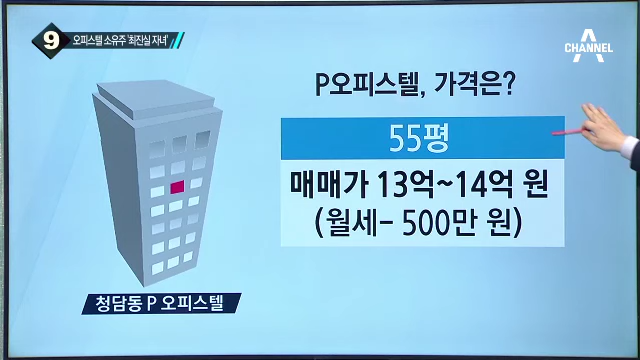 9 오피스텔 소유주 '최진실 자녀'
CHANNEL A
P오피스텔, 가격은?
55평
매매가 13억~14억 원
(월세- 500만 원)
청담동 P 오피스텔